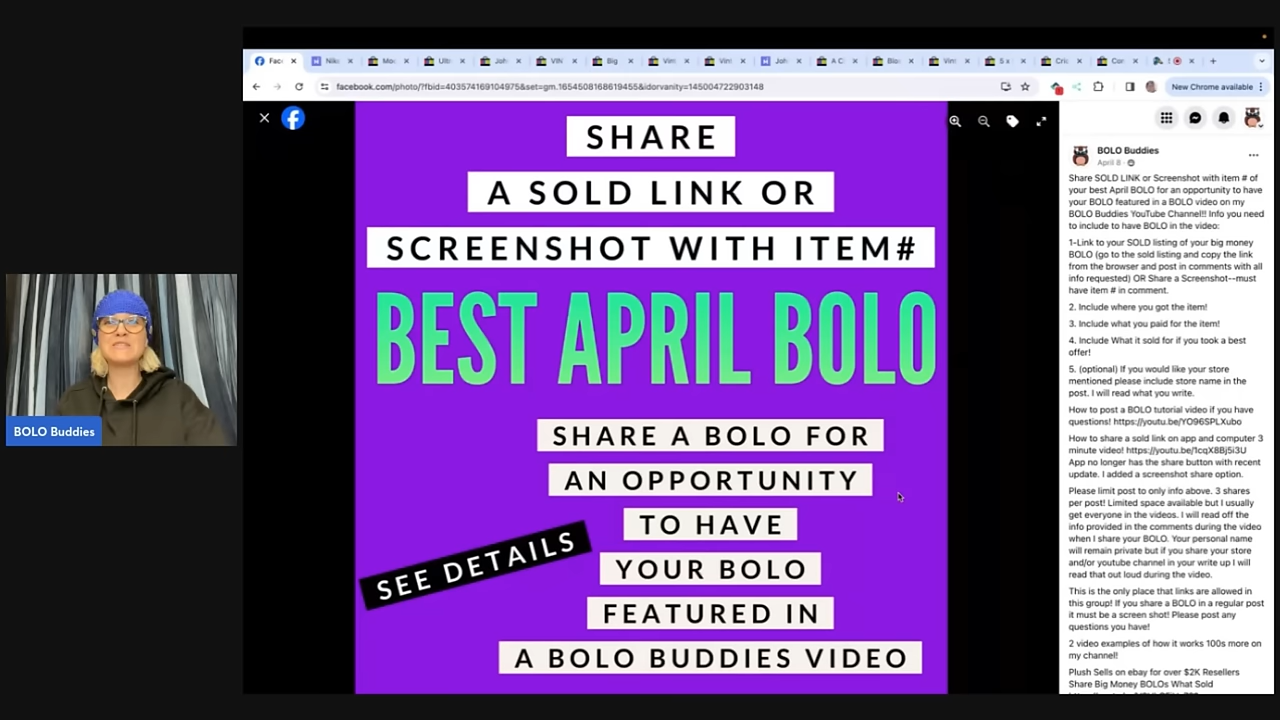 Fac
Nik
Mo
Ult
Joh
VIN
Big
Vin
Vin
Joh
A C
Bla
Vin
5 x
Cric
Cor
facebook.com/photo/?fbid=403574169104975&set=gm.1654508168619455&idorvanity=145004722903148
New Chrome available
SHARE
A SOLD LINK OR
SCREENSHOT WITH ITEM#
BEST APRIL BOLO
SHARE A BOLO FOR
AN OPPORTUNITY
TO HAVE
YOUR BOLO
FEATURED IN
A BOLO BUDDIES VIDEO
SEE DETAILS
BOLO Buddies
BOLO Buddies
April 8 ·
Share SOLD LINK or Screenshot with item # of
your best April BOLO for an opportunity to have
your BOLO featured in a BOLO video on my
BOLO Buddies YouTube Channel!! Info you need
to include to have BOLO in the video:
1-Link to your SOLD listing of your big money
BOLO (go to the sold listing and copy the link
from the browser and post in comments with all
info requested) OR Share a Screenshot--must
have item # in comment.
2. Include where you got the item!
3. Include what you paid for the item!
4. Include What it sold for if you took a best
offer!
5. (optional) If you would like your store
mentioned please include store name in the
post. I will read what you write.
How to post a BOLO tutorial video if you have
questions! https://youtu.be/YO96SPLXubo
How to share a sold link on app and computer 3
minute video! https://youtu.be/1cqX8Bj5i3U
App no longer has the share button with recent
update. I added a screenshot share option.
Please limit post to only info above. 3 shares
per post! Limited space available but I usually
get everyone in the videos. I will read off the
info provided in the comments during the video
when I share your BOLO. Your personal name
will remain private but if you share your store
and/or youtube channel in your write up I will
read that out loud during the video.
This is the only place that links are allowed in
this group! If you share a BOLO in a regular post
it must be a screen shot! Please post any
questions you have!
2 video examples of how it works 100s more on
my channel!
Plush Sells on ebay for over $2K Resellers
Share Big Money BOLOs What Sold